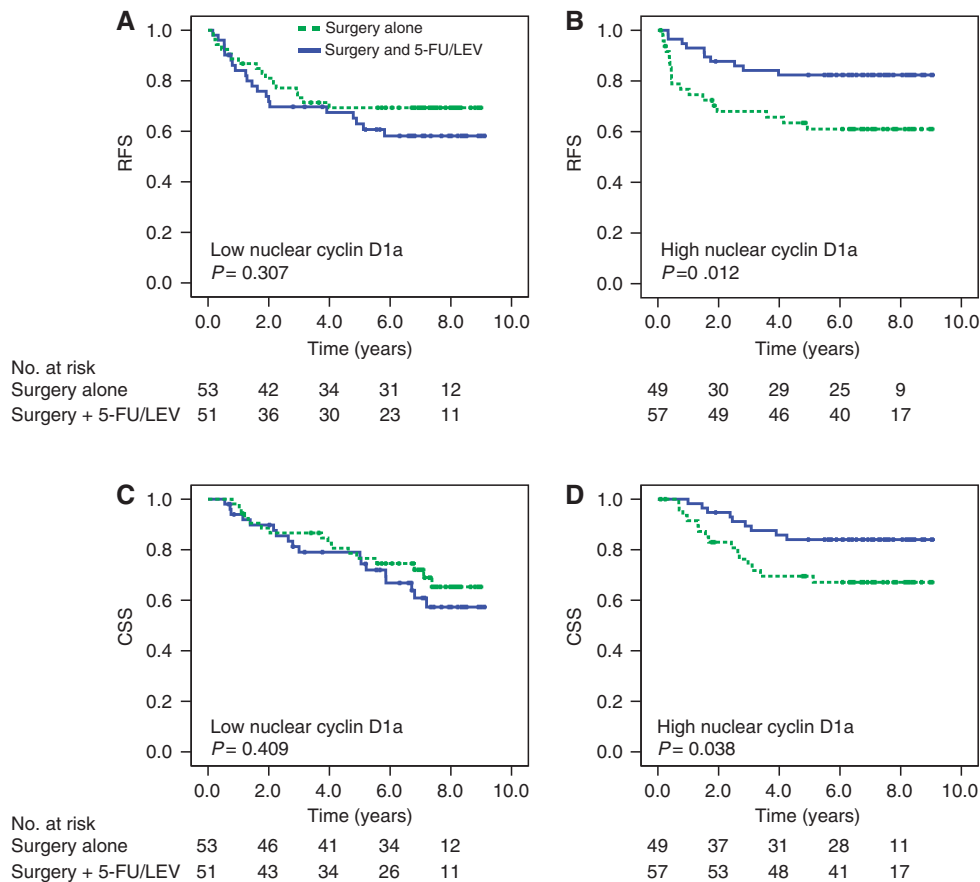 A
Surgery alone
Surgery and 5-FU/LEV
1.0
0.8
0.6
0.4
0.2
0.0
RFS
Low nuclear cyclin D1a
P= 0.307
0.0 2.0 4.0 6.0 8.0 10.0
Time (years)
B
1.0
0.8
0.6
0.4
0.2
0.0
RFS
High nuclear cyclin D1a
P=0 .012
0.0 2.0 4.0 6.0 8.0 10.0
Time (years)
No. at risk
Surgery alone 53 42 34 31 12 49 30 29 25 9
Surgery + 5-FU/LEV 51 36 30 23 11 57 49 46 40 17
C
1.0
0.8
0.6
0.4
0.2
0.0
CSS
Low nuclear cyclin D1a
P= 0.409
0.0 2.0 4.0 6.0 8.0 10.0
Time (years)
D
1.0
0.8
0.6
0.4
0.2
0.0
CSS
High nuclear cyclin D1a
P= 0.038
0.0 2.0 4.0 6.0 8.0 10.0
Time (years)
No. at risk
Surgery alone 53 46 41 34 12 49 37 31 28 11
Surgery + 5-FU/LEV 51 43 34 26 11 57 53 48 41 17